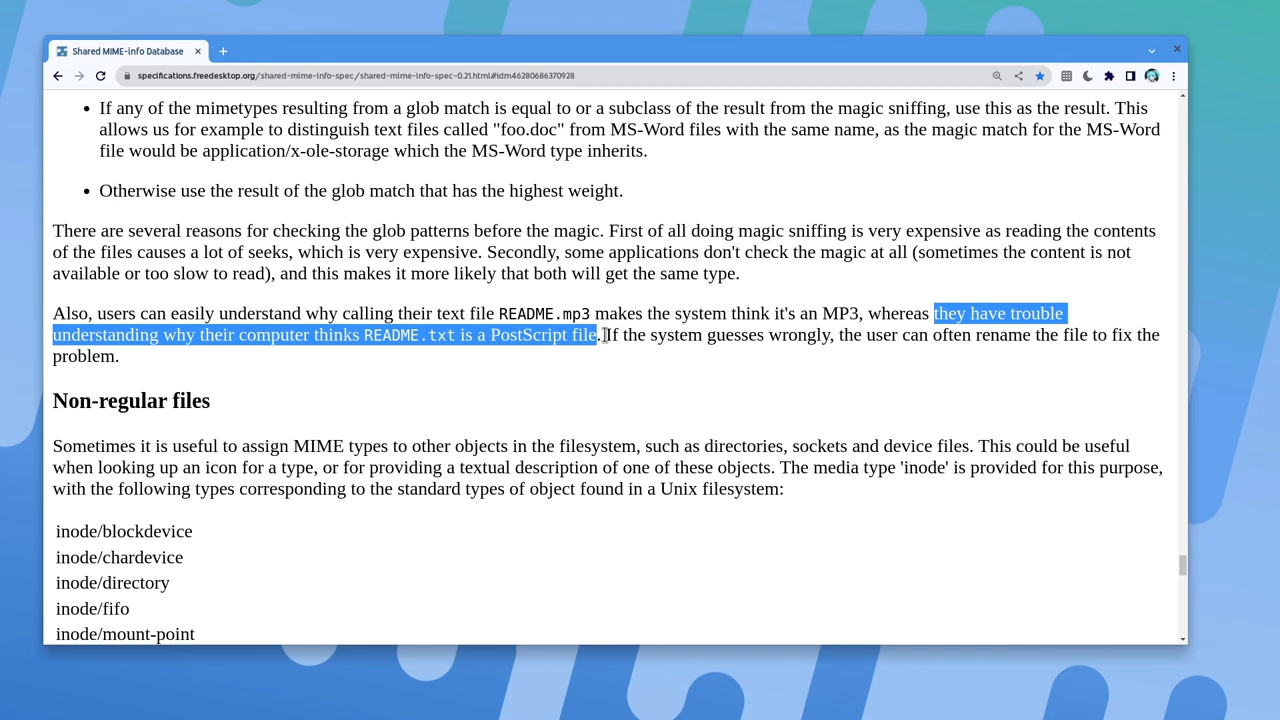 Shared MIME-info Database
specifications.freedesktop.org/shared-mime-info-spec/shared-mime-info-spec-0.21.html#idm46280686370928
• If any of the mimetypes resulting from a glob match is equal to or a subclass of the result from the magic sniffing, use this as the result. This
allows us for example to distinguish text files called "foo.doc" from MS-Word files with the same name, as the magic match for the MS-Word
file would be application/x-ole-storage which the MS-Word type inherits.
• Otherwise use the result of the glob match that has the highest weight.
There are several reasons for checking the glob patterns before the magic. First of all doing magic sniffing is very expensive as reading the contents
of the files causes a lot of seeks, which is very expensive. Secondly, some applications don't check the magic at all (sometimes the content is not
available or too slow to read), and this makes it more likely that both will get the same type.
Also, users can easily understand why calling their text file README.mp3 makes the system think it's an MP3, whereas they have trouble
understanding why their computer thinks README.txt is a PostScript file. If the system guesses wrongly, the user can often rename the file to fix the
problem.
Non-regular files
Sometimes it is useful to assign MIME types to other objects in the filesystem, such as directories, sockets and device files. This could be useful
when looking up an icon for a type, or for providing a textual description of one of these objects. The media type 'inode' is provided for this purpose,
with the following types corresponding to the standard types of object found in a Unix filesystem:
inode/blockdevice
inode/chardevice
inode/directory
inode/fifo
inode/mount-point